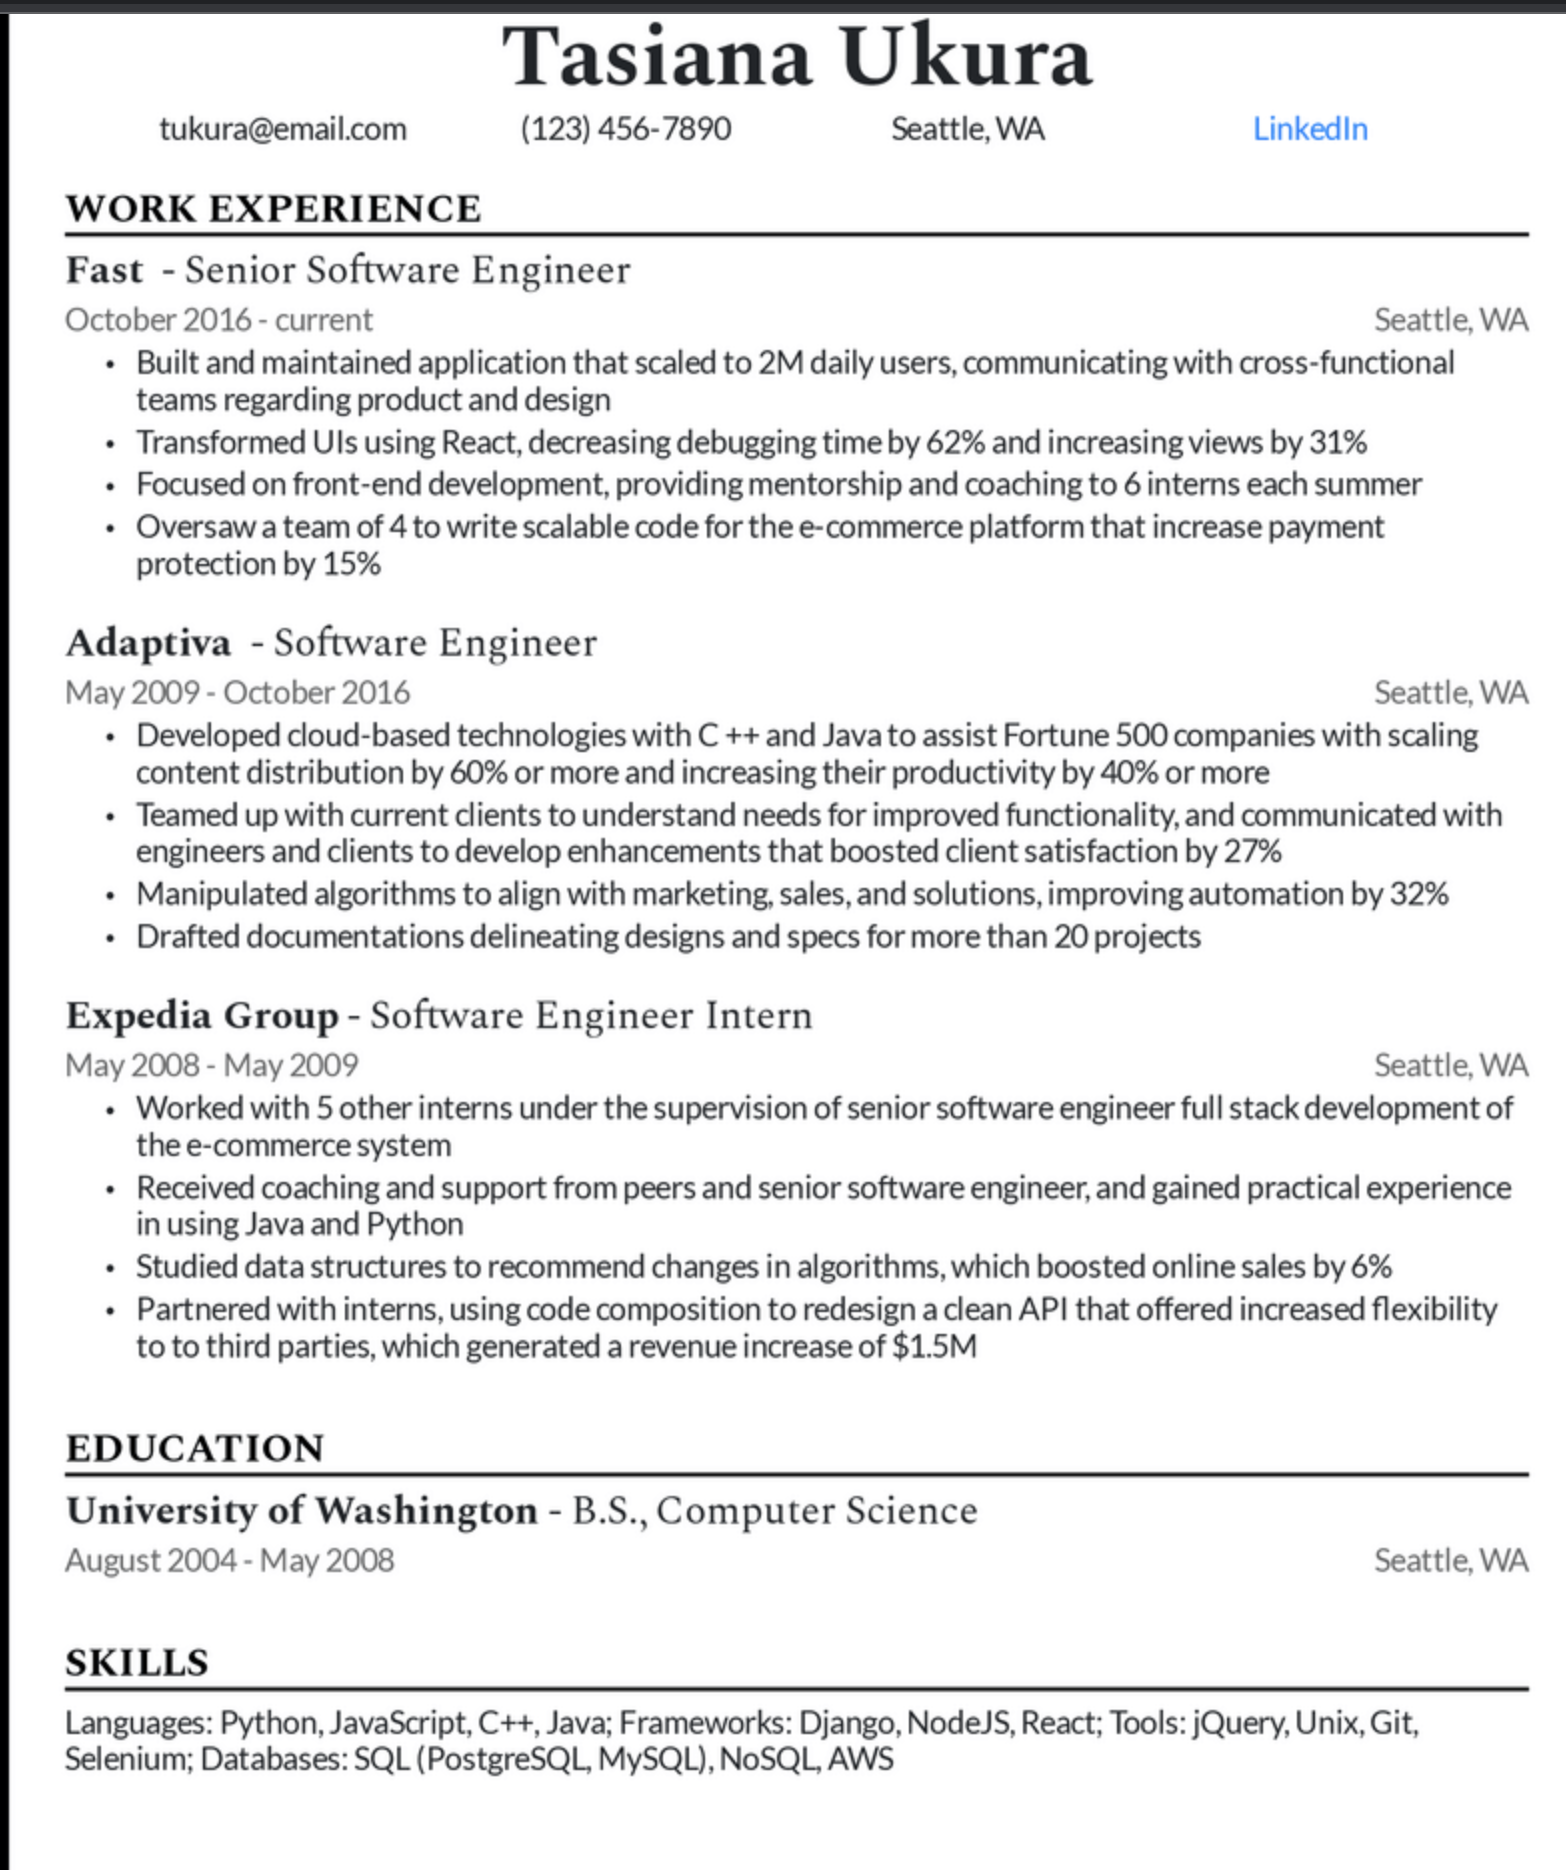 Tasiana Ukura
tukura@email.com (123) 456-7890 Seattle, WA LinkedIn
WORK EXPERIENCE
Fast - Senior Software Engineer
October 2016 - current Seattle, WA
• Built and maintained application that scaled to 2M daily users, communicating with cross-functional
teams regarding product and design
• Transformed UIs using React, decreasing debugging time by 62% and increasing views by 31%
• Focused on front-end development, providing mentorship and coaching to 6 interns each summer
• Oversaw a team of 4 to write scalable code for the e-commerce platform that increase payment
protection by 15%
Adaptiva - Software Engineer
May 2009 - October 2016 Seattle, WA
• Developed cloud-based technologies with C ++ and Java to assist Fortune 500 companies with scaling
content distribution by 60% or more and increasing their productivity by 40% or more
• Teamed up with current clients to understand needs for improved functionality, and communicated with
engineers and clients to develop enhancements that boosted client satisfaction by 27%
• Manipulated algorithms to align with marketing, sales, and solutions, improving automation by 32%
• Drafted documentations delineating designs and specs for more than 20 projects
Expedia Group - Software Engineer Intern
May 2008 - May 2009 Seattle, WA
• Worked with 5 other interns under the supervision of senior software engineer full stack development of
the e-commerce system
• Received coaching and support from peers and senior software engineer, and gained practical experience
in using Java and Python
• Studied data structures to recommend changes in algorithms, which boosted online sales by 6%
• Partnered with interns, using code composition to redesign a clean API that offered increased flexibility
to to third parties, which generated a revenue increase of $1.5M
EDUCATION
University of Washington - B.S., Computer Science
August 2004 - May 2008 Seattle, WA
SKILLS
Languages: Python, JavaScript, C++, Java; Frameworks: Django, NodeJS, React; Tools: jQuery, Unix, Git,
Selenium; Databases: SQL (PostgreSQL, MySQL), NoSQL, AWS